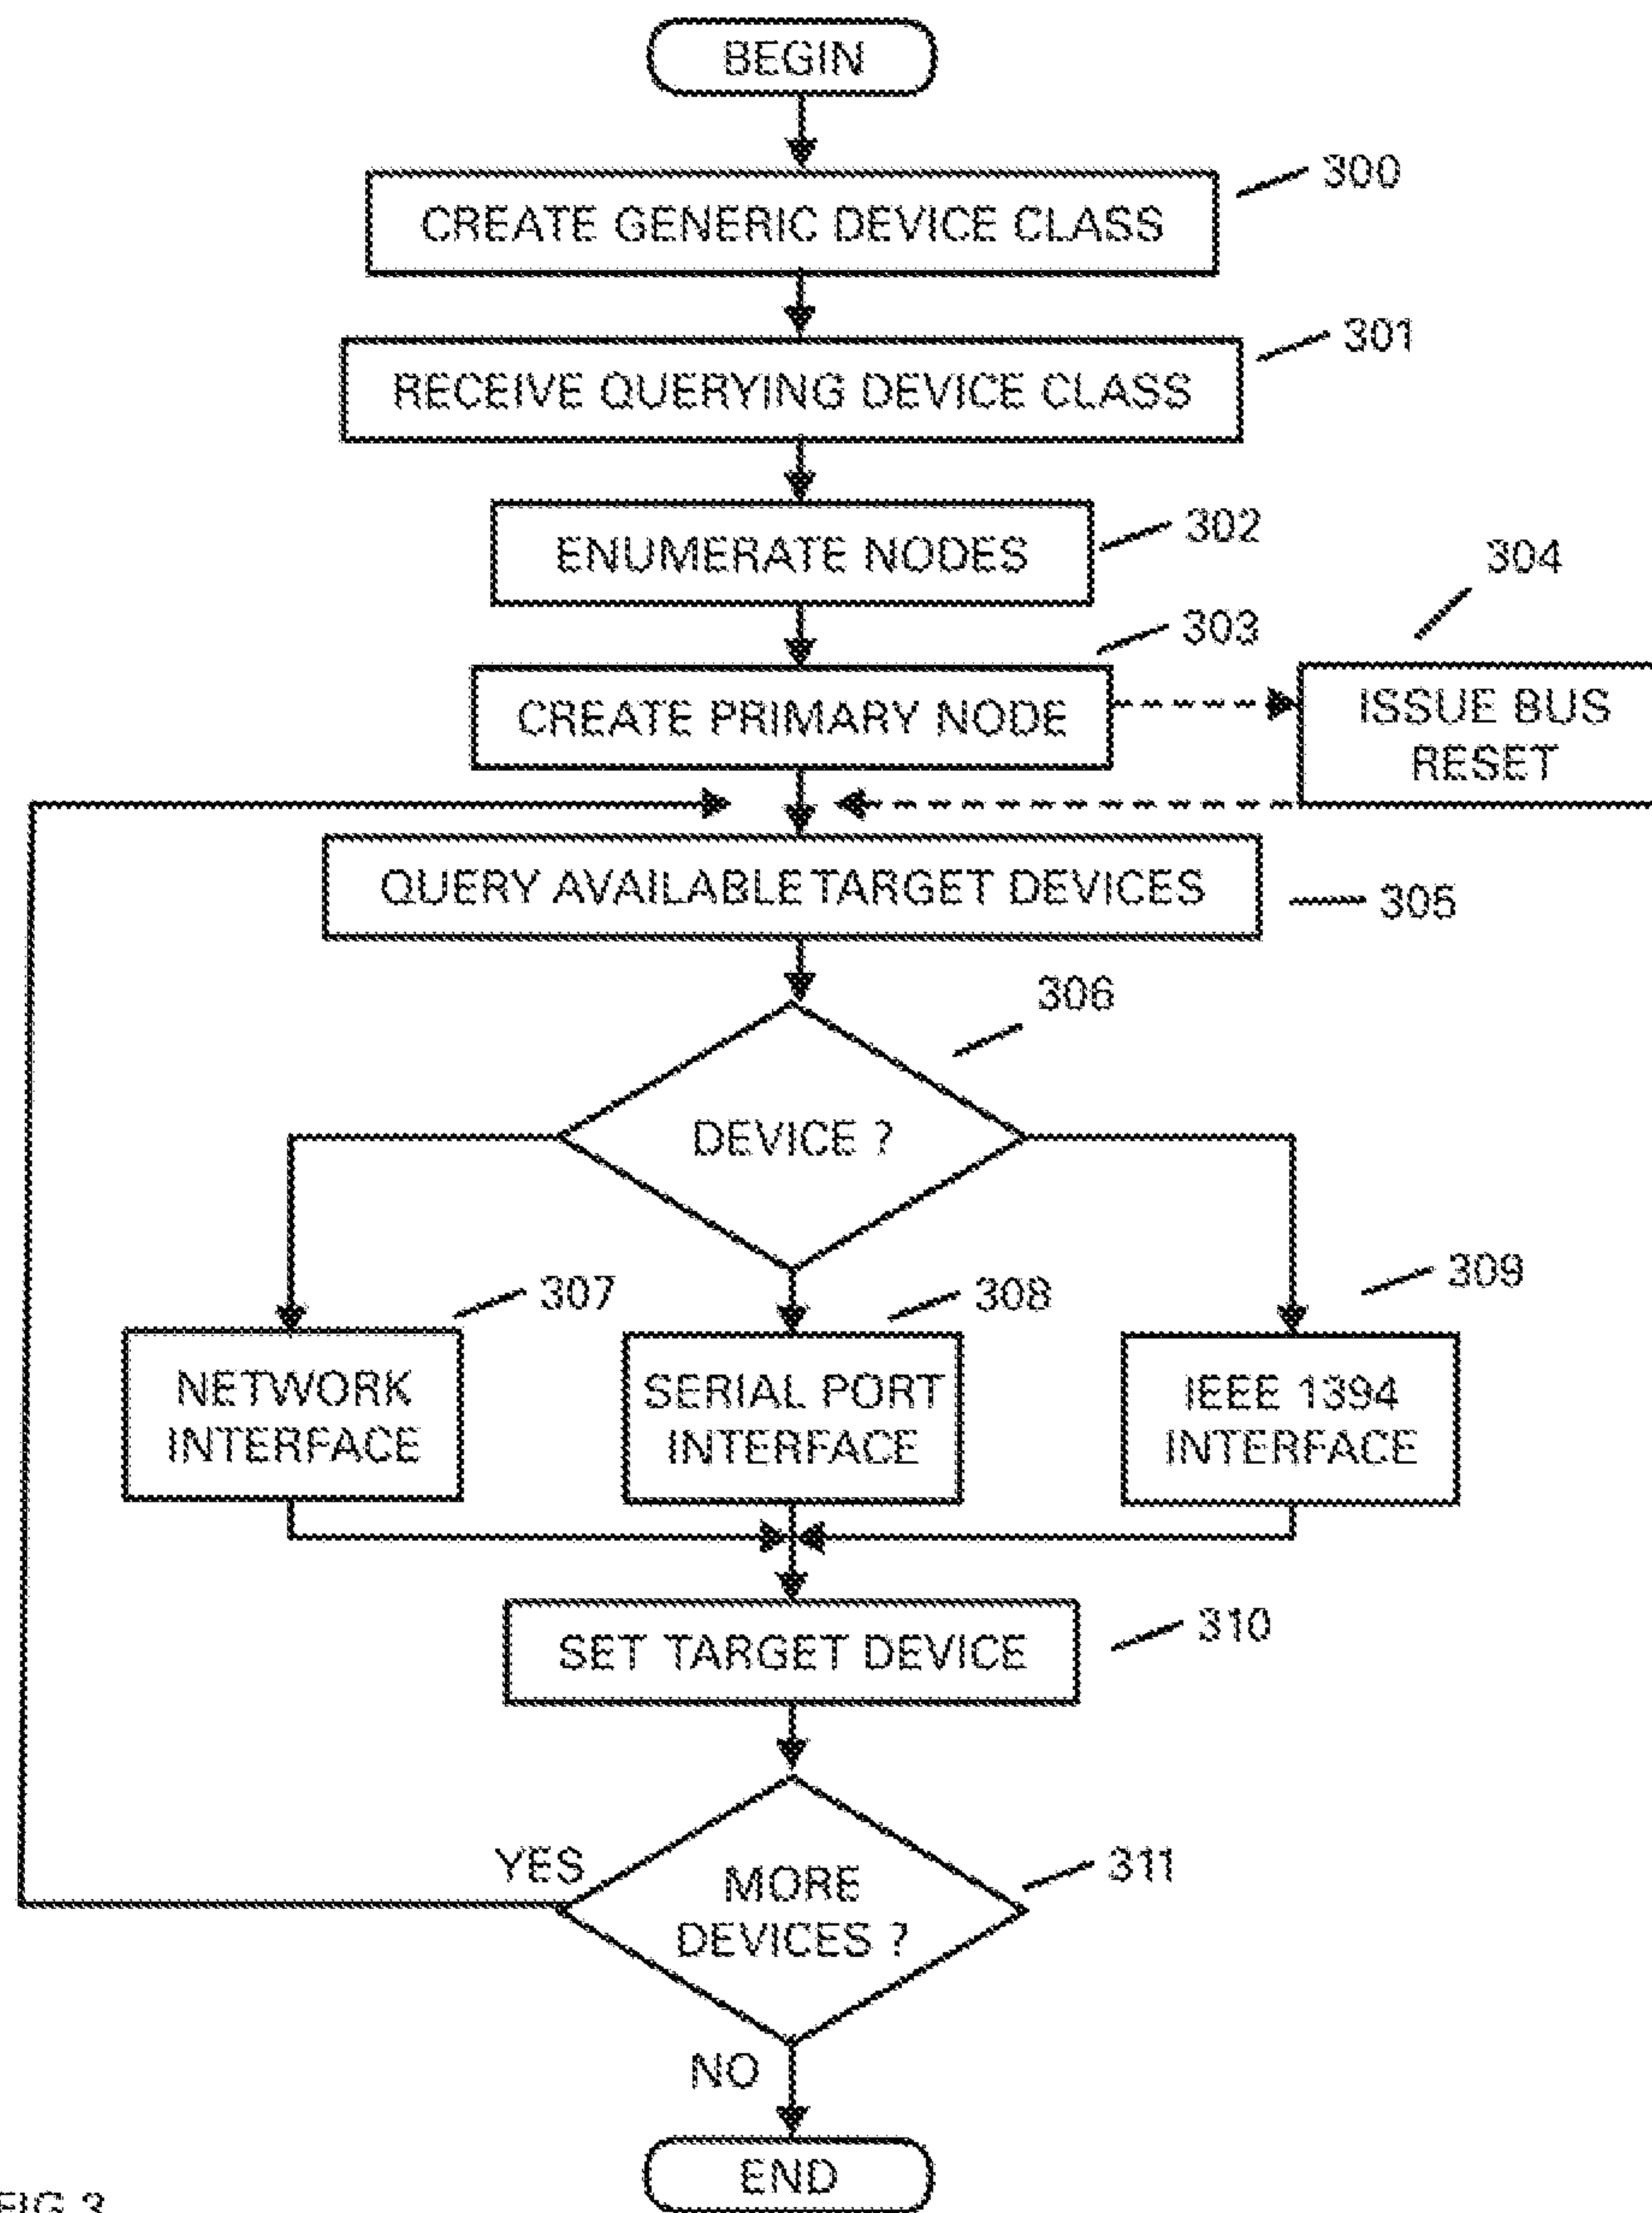 BEGIN
300
CREATE GENERIC DEVICE CLASS
301
RECEIVE QUERYING DEVICE CLASS
302
ENUMERATE NODES
304
303
CREATE PRIMARY NODE
ISSUE BUS
RESET
QUERY AVAILABLE TARGET DEVICES
305
306
DEVICE ?
307
308
309
NETWORK
INTERFACE
SERIAL PORT
INTERFACE
IEEE 1394
INTERFACE
SET TARGET DEVICE
310
YES
MORE
DEVICES ?
311
NO
END
FIG 3